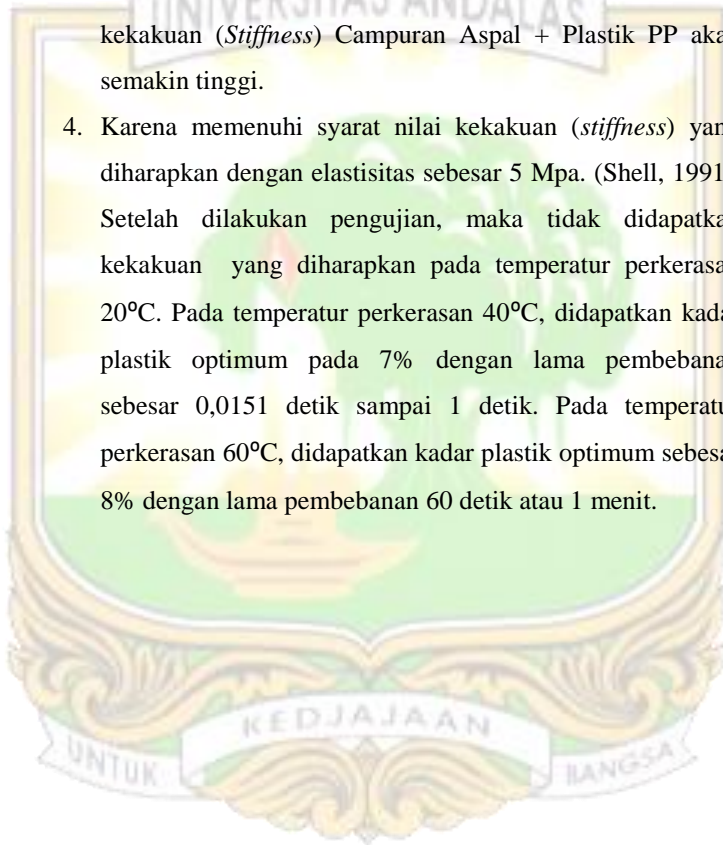 UNIVERSITAS ANDALAS
kekakuan (Stiffness) Campuran Aspal + Plastik PP aka
semakin tinggi.
4. Karena memenuhi syarat nilai kekakuan (stiffness) yan
diharapkan dengan elastisitas sebesar 5 Mpa. (Shell, 1991
Setelah dilakukan pengujian, maka tidak didapatka
kekakuan yang diharapkan pada temperatur perkerasa
20⁰C. Pada temperatur perkerasan 40⁰C, didapatkan kada
plastik optimum pada 7% dengan lama pembebana
sebesar 0,0151 detik sampai 1 detik. Pada temperatu
perkerasan 60⁰C, didapatkan kadar plastik optimum sebesa
8% dengan lama pembebanan 60 detik atau 1 menit.
KEDJAJAAN
UNTUK BANGSA